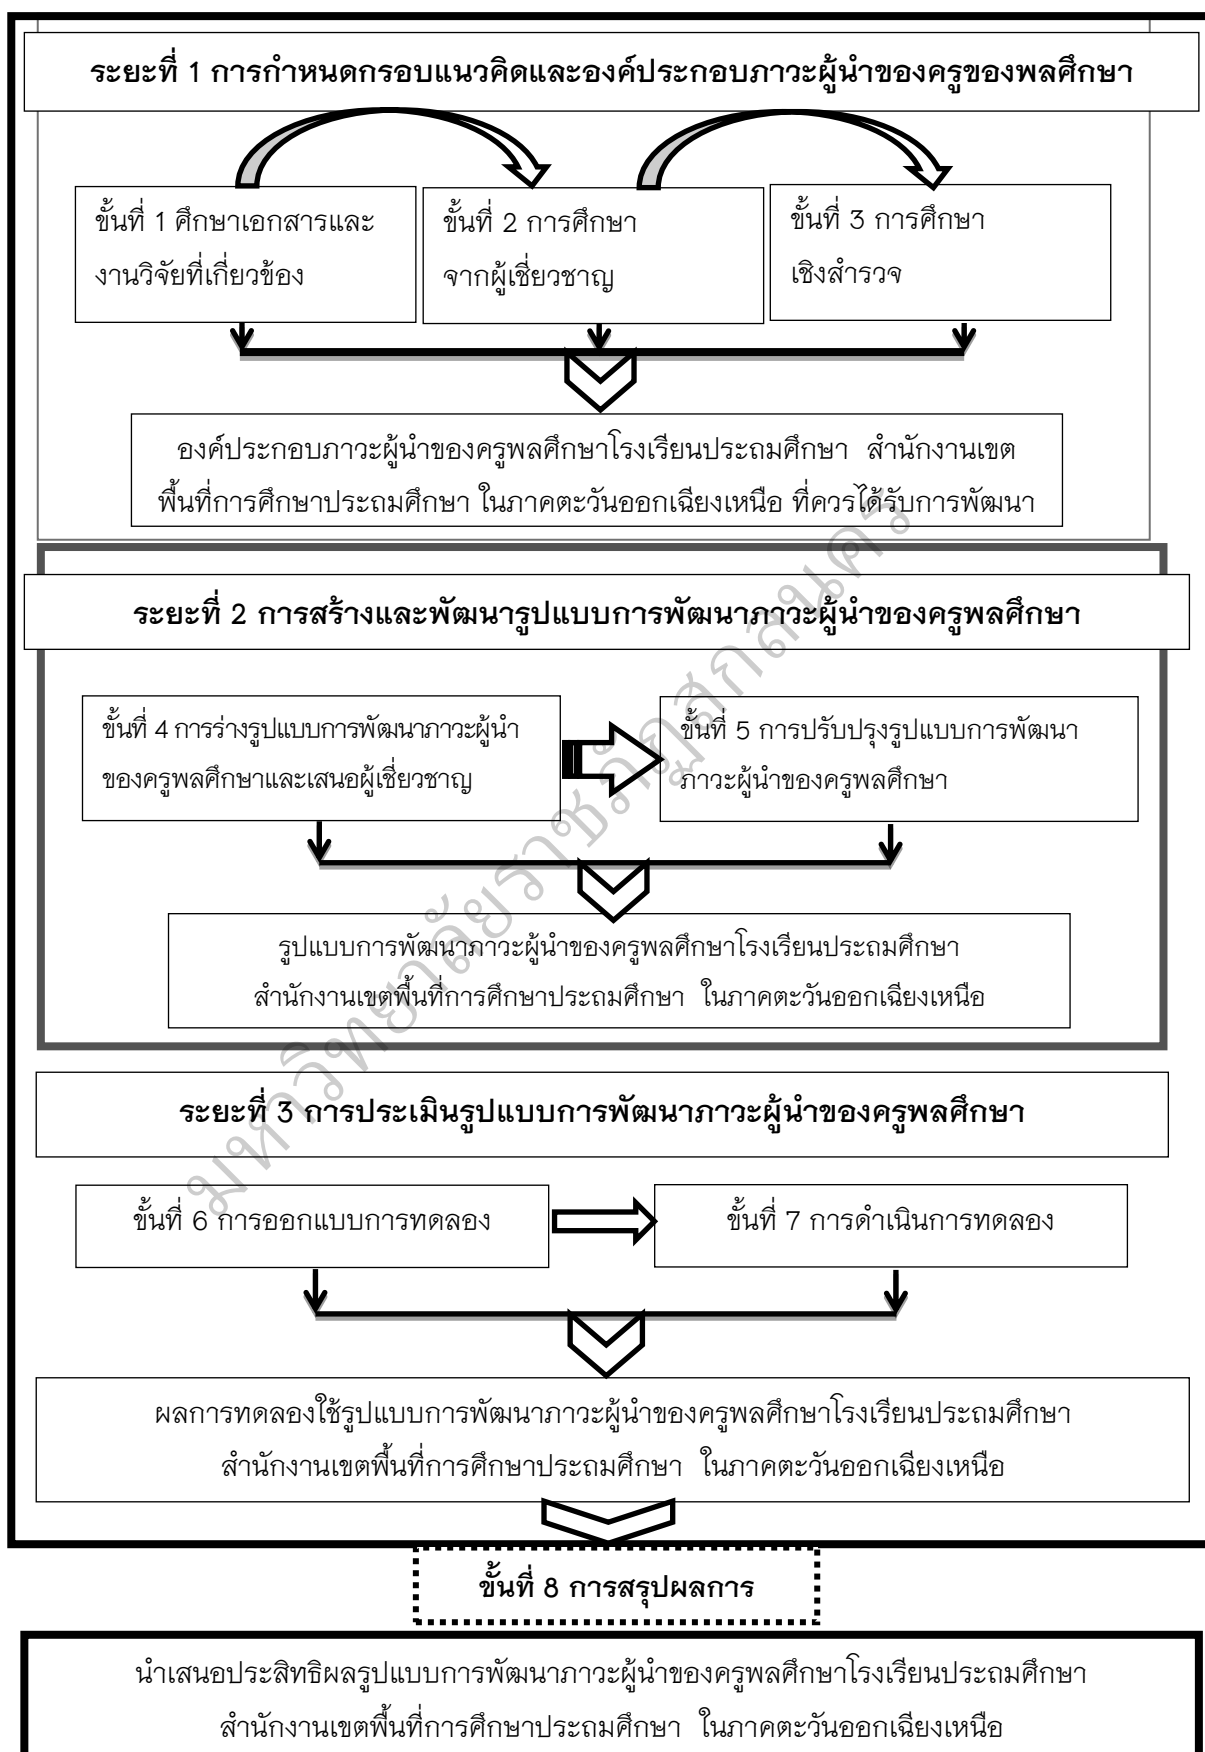 ระยะที่ 1 การกำหนดกรอบแนวคิดและองค์ประกอบภาวะผู้นำของครูของพลศึกษา
ขั้นที่ 1 ศึกษาเอกสารและ
งานวิจัยที่เกี่ยวข้อง
ขั้นที่ 2 การศึกษา
จากผู้เชี่ยวชาญ
ขั้นที่ 3 การศึกษา
เชิงสำรวจ
องค์ประกอบภาวะผู้นำของครูพลศึกษาโรงเรียนประถมศึกษา สำนักงานเขต
พื้นที่การศึกษาประถมศึกษา ในภาคตะวันออกเฉียงเหนือ ที่ควรได้รับการพัฒนา
ระยะที่ 2 การสร้างและพัฒนารูปแบบการพัฒนาภาวะผู้นำของครูพลศึกษา
ขั้นที่ 4 การร่างรูปแบบการพัฒนาภาวะผู้นำ
ของครูพลศึกษาและเสนอผู้เชี่ยวชาญ
ขั้นที่ 5 การปรับปรุงรูปแบบการพัฒนา
ภาวะผู้นำของครูพลศึกษา
รูปแบบการพัฒนาภาวะผู้นำของครูพลศึกษาโรงเรียนประถมศึกษา
สำนักงานเขตพื้นที่การศึกษาประถมศึกษา ในภาคตะวันออกเฉียงเหนือ
ระยะที่ 3 การประเมินรูปแบบการพัฒนาภาวะผู้นำของครูพลศึกษา
ขั้นที่ 6 การออกแบบการทดลอง
ขั้นที่ 7 การดำเนินการทดลอง
ผลการทดลองใช้รูปแบบการพัฒนาภาวะผู้นำของครูพลศึกษาโรงเรียนประถมศึกษา
สำนักงานเขตพื้นที่การศึกษาประถมศึกษา ในภาคตะวันออกเฉียงเหนือ
ขั้นที่ 8 การสรุปผลการ
นำเสนอประสิทธิผลรูปแบบการพัฒนาภาวะผู้นำของครูพลศึกษาโรงเรียนประถมศึกษา
สำนักงานเขตพื้นที่การศึกษาประถมศึกษา ในภาคตะวันออกเฉียงเหนือ
มหาวิทยาลัยราชภัฏสกลนคร